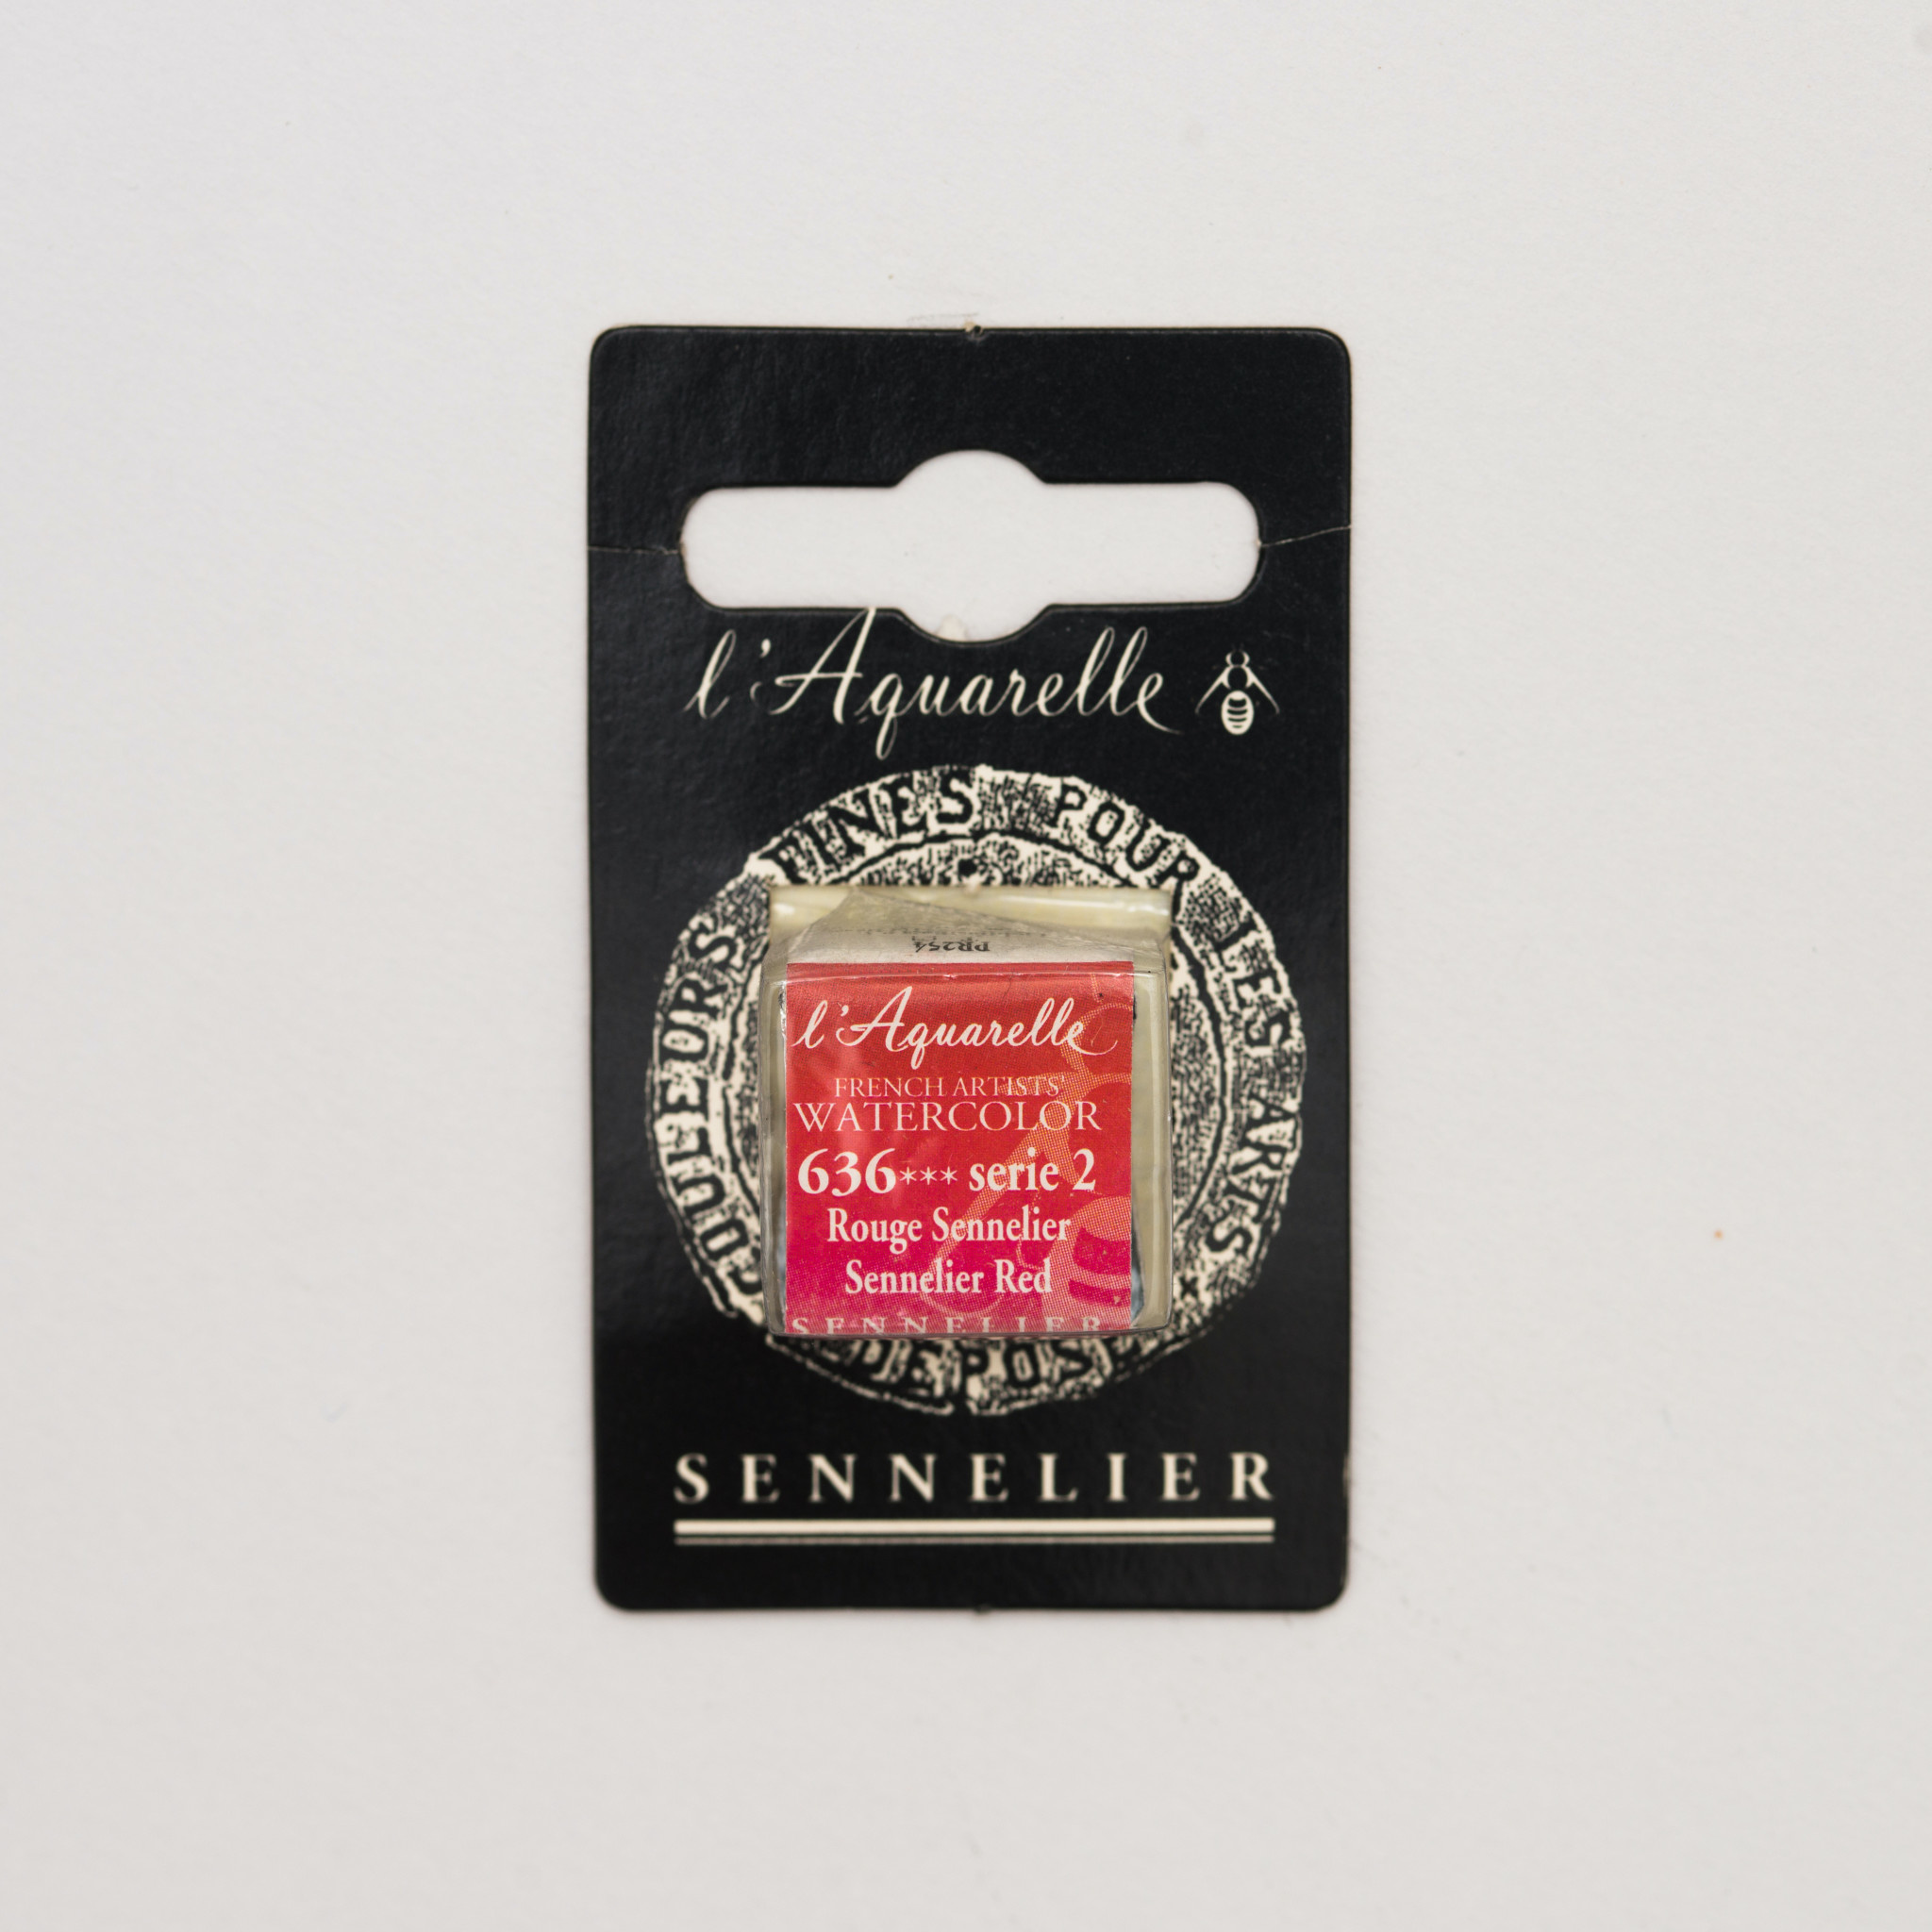 l'Aquarelle
COULEURS FINES POUR LES ARTS
PR254
l'Aquarelle
FRENCH ARTISTS'
WATERCOLOR
636*** serie 2
Rouge Sennelier
Sennelier Red
SENNELIER
SENNELIER